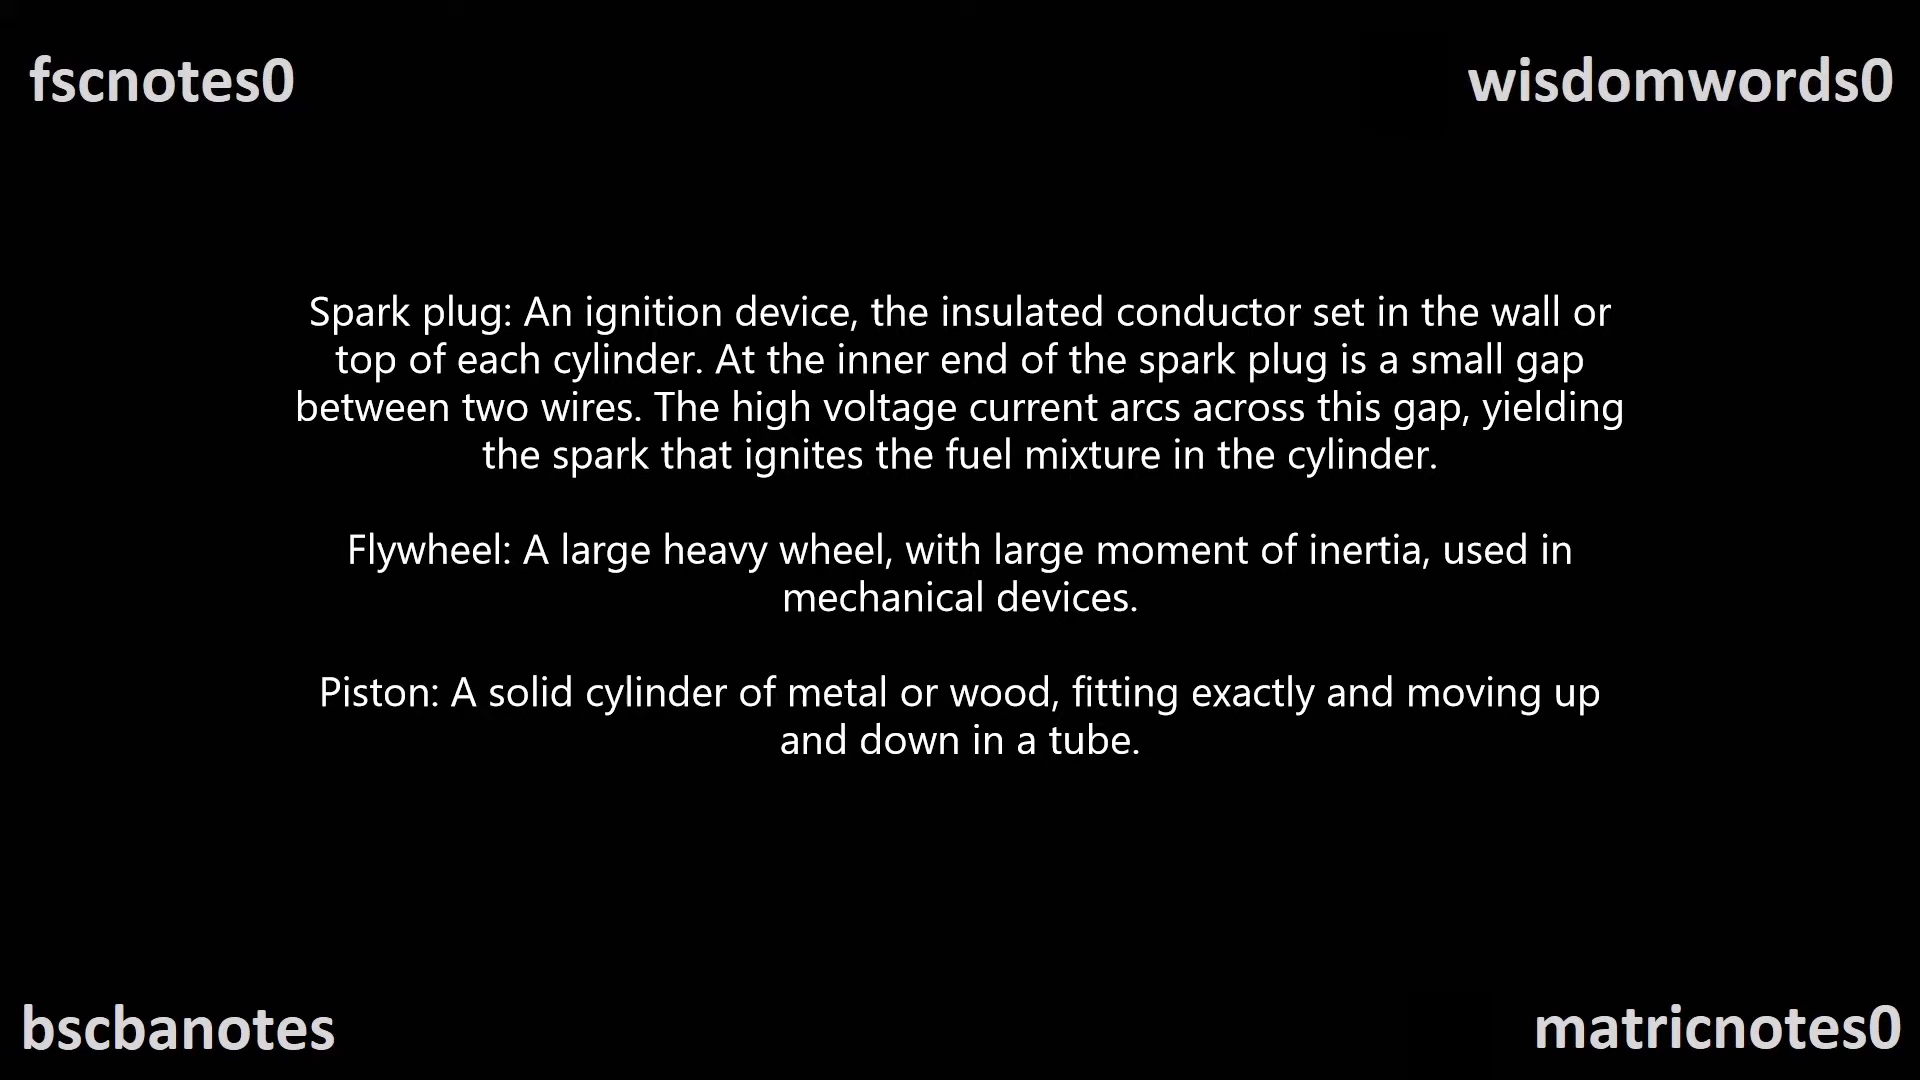 fscnotes0
wisdomwords0
Spark plug: An ignition device, the insulated conductor set in the wall or
top of each cylinder. At the inner end of the spark plug is a small gap
between two wires. The high voltage current arcs across this gap, yielding
the spark that ignites the fuel mixture in the cylinder.
Flywheel: A large heavy wheel, with large moment of inertia, used in
mechanical devices.
Piston: A solid cylinder of metal or wood, fitting exactly and moving up
and down in a tube.
bscbanotes
matricnotes0